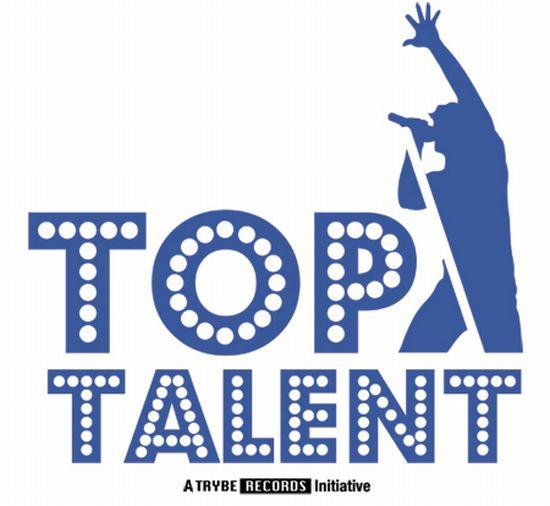 TOP
TALENT
A TRYBE RECORDS Initiative